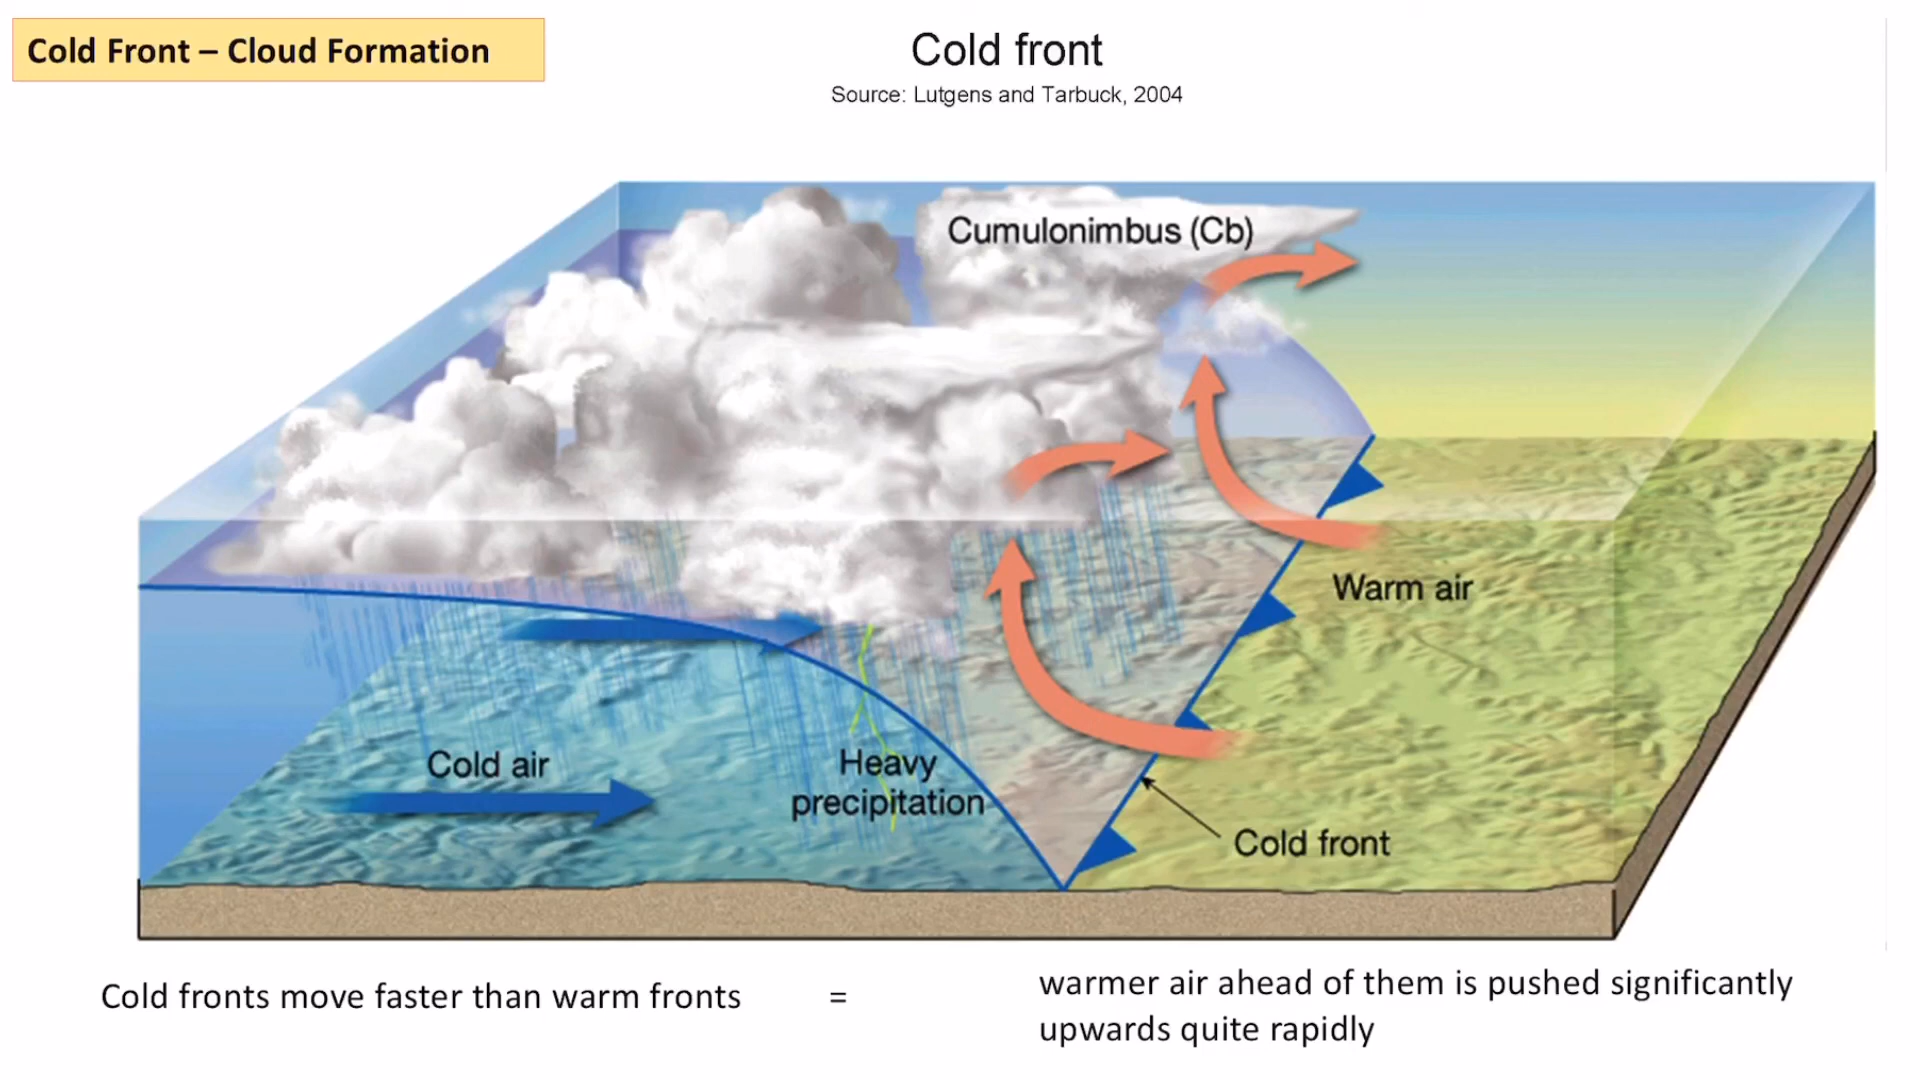 Cold Front – Cloud Formation
Cold front
Source: Lutgens and Tarbuck, 2004
Cumulonimbus (Cb)
Warm air
Cold air
Heavy
precipitation
Cold front
Cold fronts move faster than warm fronts
=
warmer air ahead of them is pushed significantly
upwards quite rapidly